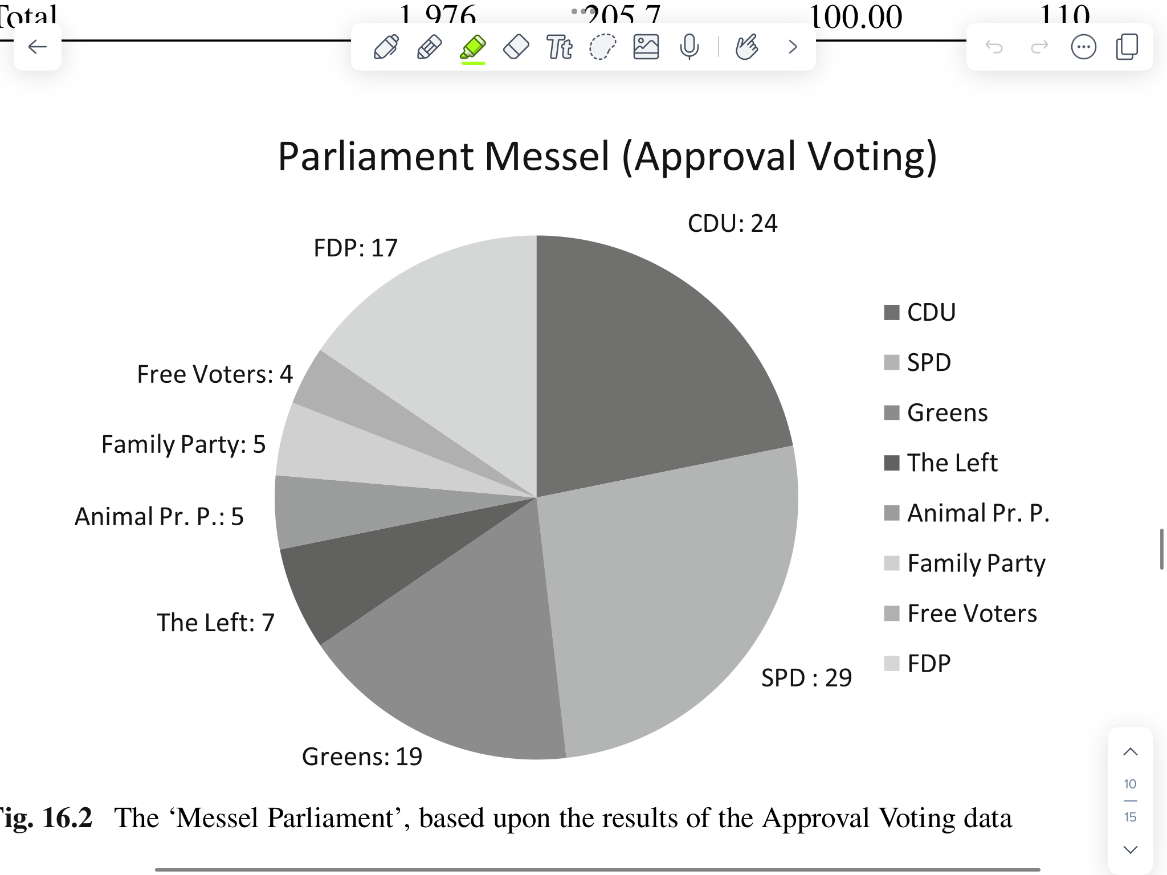 Total 1 976 205.7 100.00 110
Parliament Messel (Approval Voting)
CDU: 24
FDP: 17
Free Voters: 4
Family Party: 5
Animal Pr. P.: 5
The Left: 7
Greens: 19
SPD : 29
CDU
SPD
Greens
The Left
Animal Pr. P.
Family Party
Free Voters
FDP
Fig. 16.2 The ‘Messel Parliament’, based upon the results of the Approval Voting data
Tt
10
15